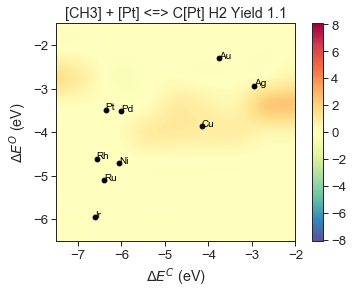 [CH3] + [Pt] <=> C[Pt] H2 Yield 1.1
−2
−3
−4
−5
−6
ΔE^O (eV)
Au
Ag
Pt
Pd
Cu
Rh
Ni
Ru
Ir
−7
−6
−5
−4
−3
−2
ΔE^C (eV)
8
6
4
2
0
−2
−4
−6
−8